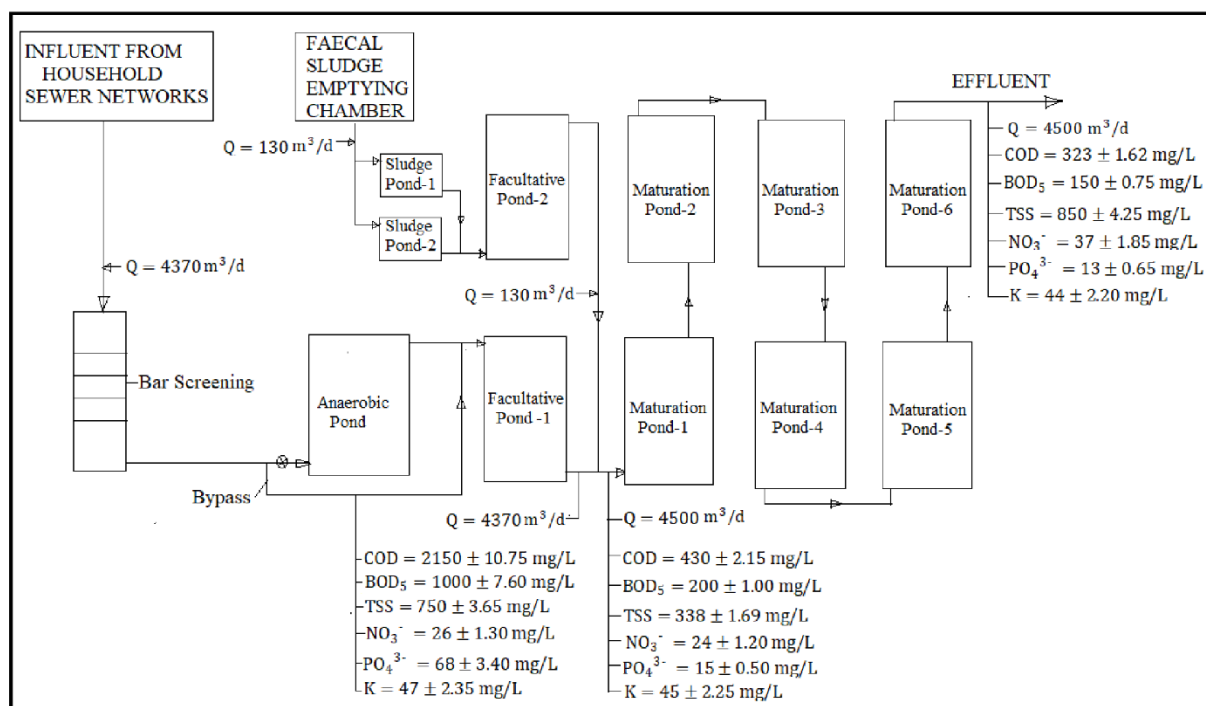 INFLUENT FROM
HOUSEHOLD
SEWER NETWORKS
FAECAL
SLUDGE
EMPTYING
CHAMBER
Q = 130 m³/d
Sludge
Pond-1
Sludge
Pond-2
Facultative
Pond-2
Maturation
Pond-2
Maturation
Pond-3
Maturation
Pond-6
EFFLUENT
Q = 4500 m³/d
COD = 323 ± 1.62 mg/L
BOD₅ = 150 ± 0.75 mg/L
TSS = 850 ± 4.25 mg/L
NO₃⁻ = 37 ± 1.85 mg/L
PO₄³⁻ = 13 ± 0.65 mg/L
K = 44 ± 2.20 mg/L
Q = 4370 m³/d
Q = 130 m³/d
Bar Screening
Anaerobic
Pond
Facultative
Pond -1
Maturation
Pond-1
Maturation
Pond-4
Maturation
Pond-5
Bypass
Q = 4370 m³/d
Q = 4500 m³/d
COD = 2150 ± 10.75 mg/L
BOD₅ = 1000 ± 7.60 mg/L
TSS = 750 ± 3.65 mg/L
NO₃⁻ = 26 ± 1.30 mg/L
PO₄³⁻ = 68 ± 3.40 mg/L
K = 47 ± 2.35 mg/L
COD = 430 ± 2.15 mg/L
BOD₅ = 200 ± 1.00 mg/L
TSS = 338 ± 1.69 mg/L
NO₃⁻ = 24 ± 1.20 mg/L
PO₄³⁻ = 15 ± 0.50 mg/L
K = 45 ± 2.25 mg/L